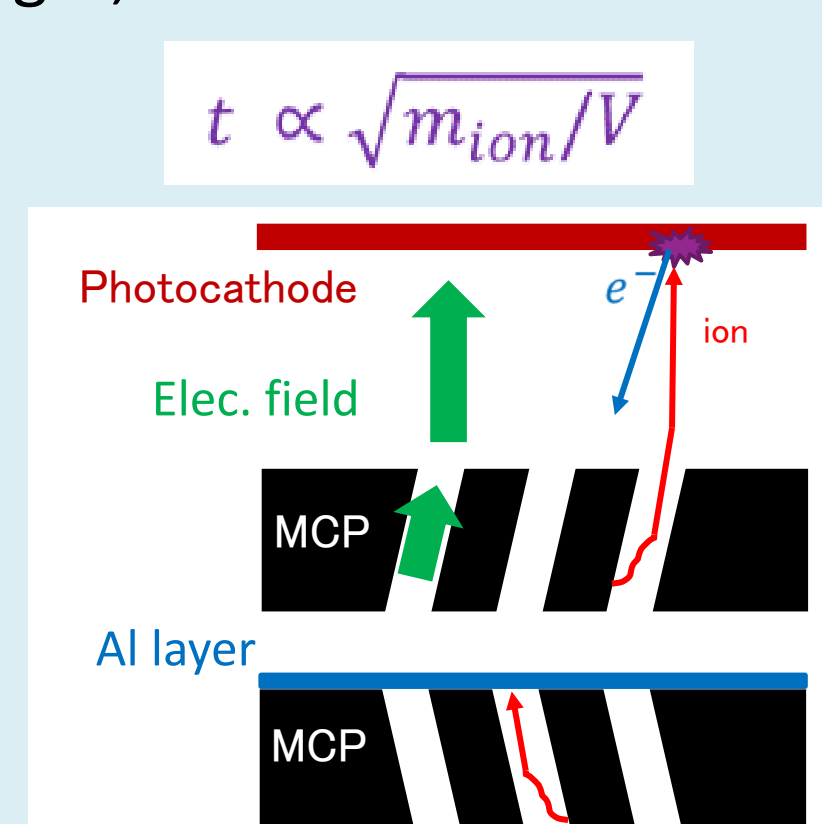 t ∝ √m_ion/V
Photocathode
e⁻
ion
Elec. field
MCP
Al layer
MCP